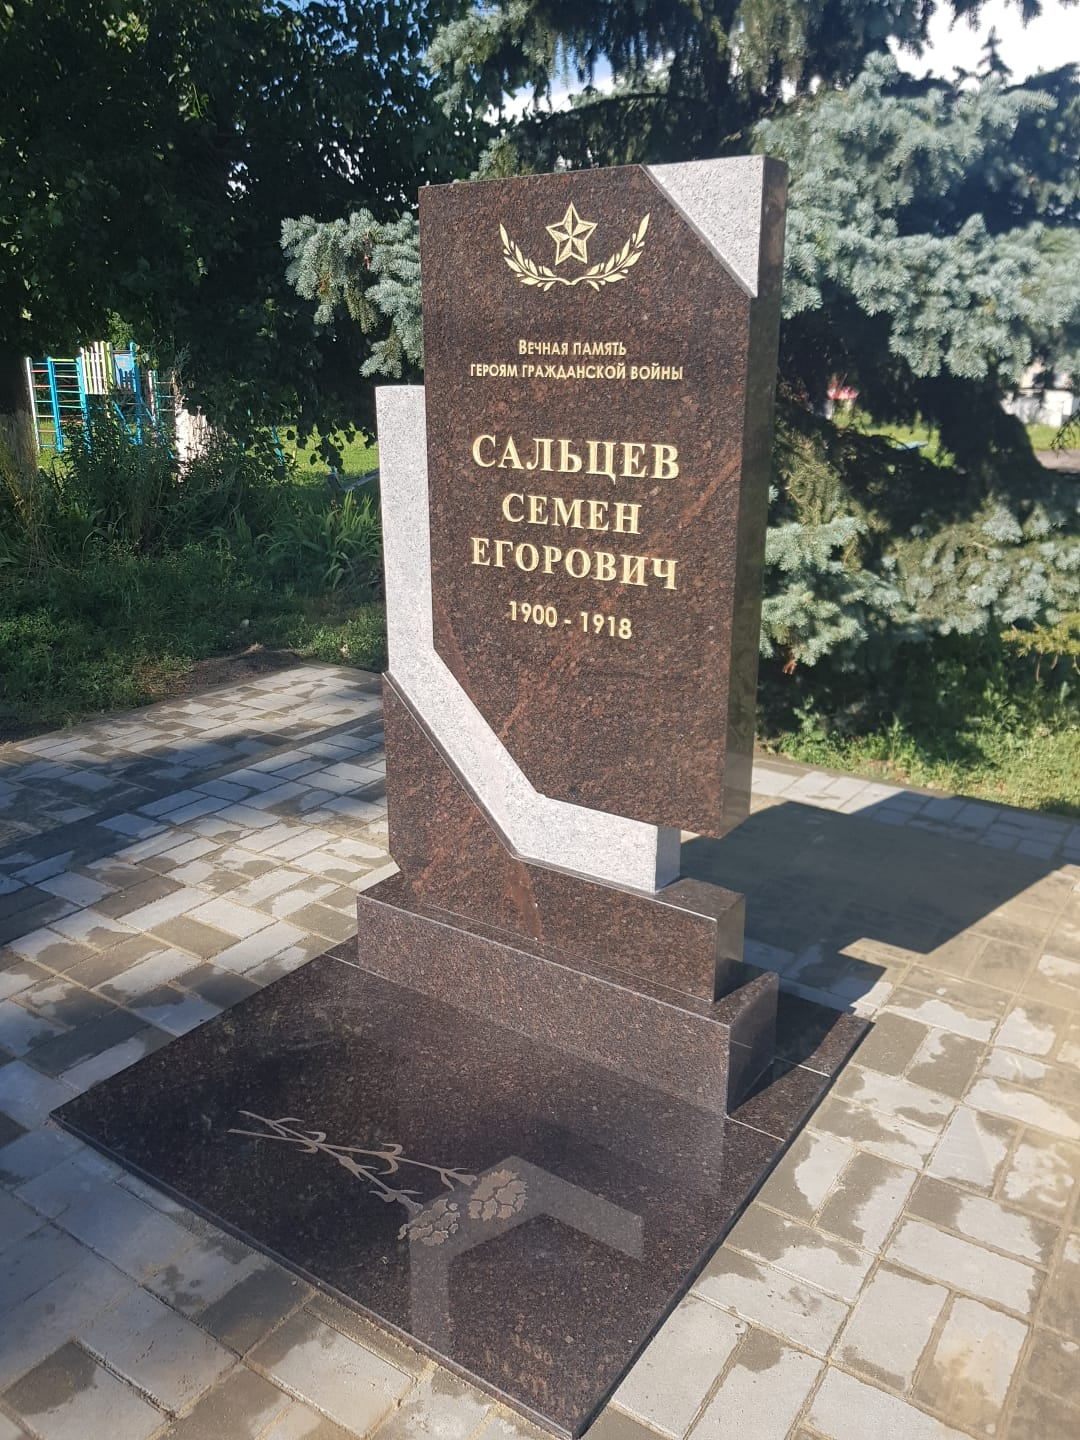 Вечная память
героям гражданской войны
САЛЬЦЕВ
СЕМЕН
ЕГОРОВИЧ
1900 - 1918